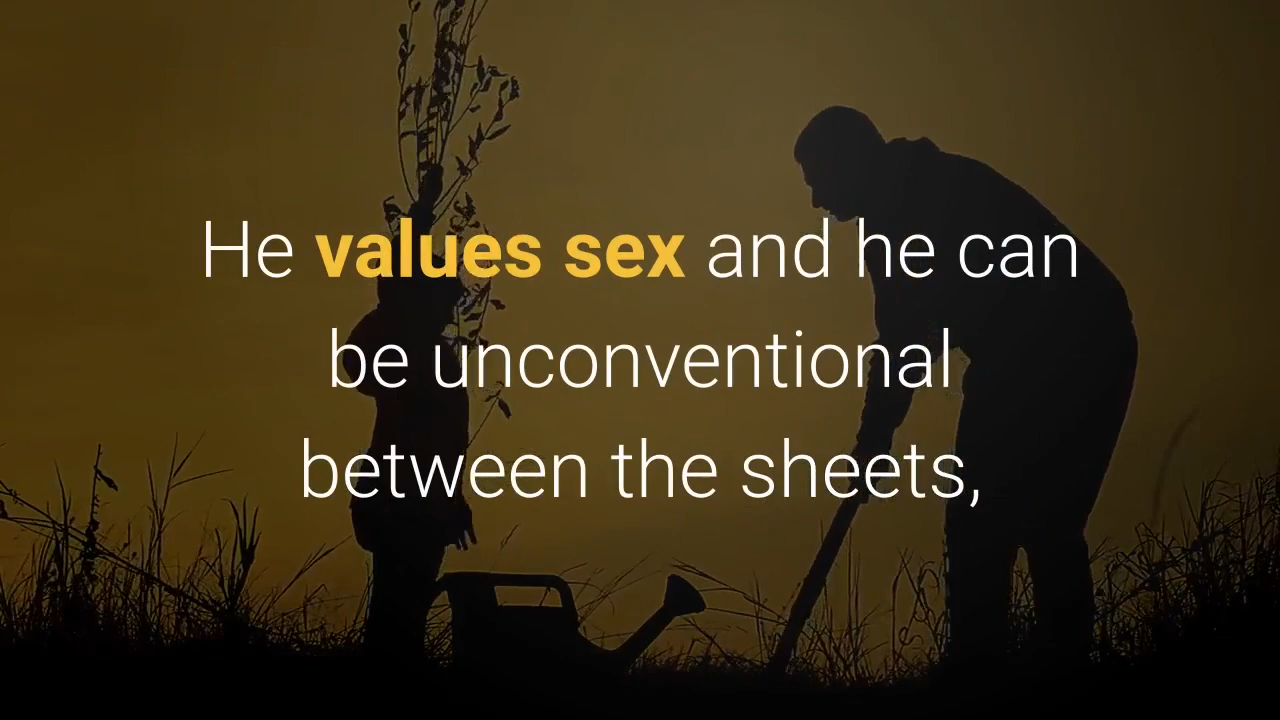 He values sex and he can
be unconventional
between the sheets,